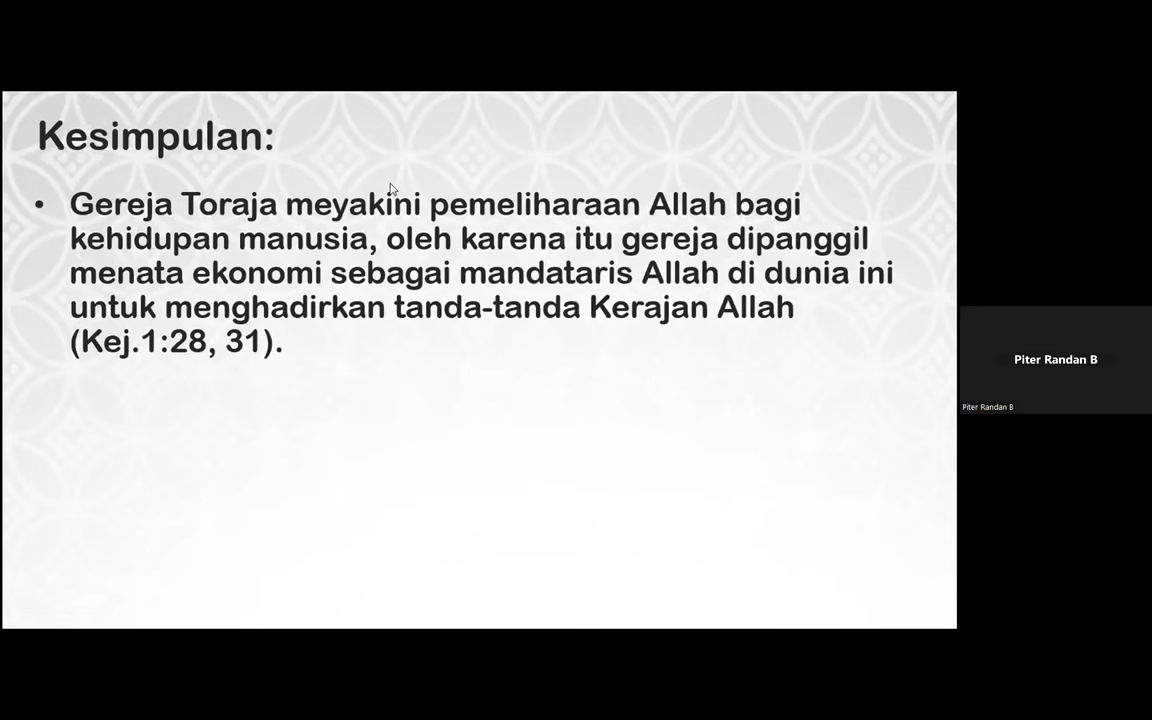 Kesimpulan:
• Gereja Toraja meyakini pemeliharaan Allah bagi
kehidupan manusia, oleh karena itu gereja dipanggil
menata ekonomi sebagai mandataris Allah di dunia ini
untuk menghadirkan tanda-tanda Kerajan Allah
(Kej.1:28, 31).
Piter Randan B
Piter Randan B